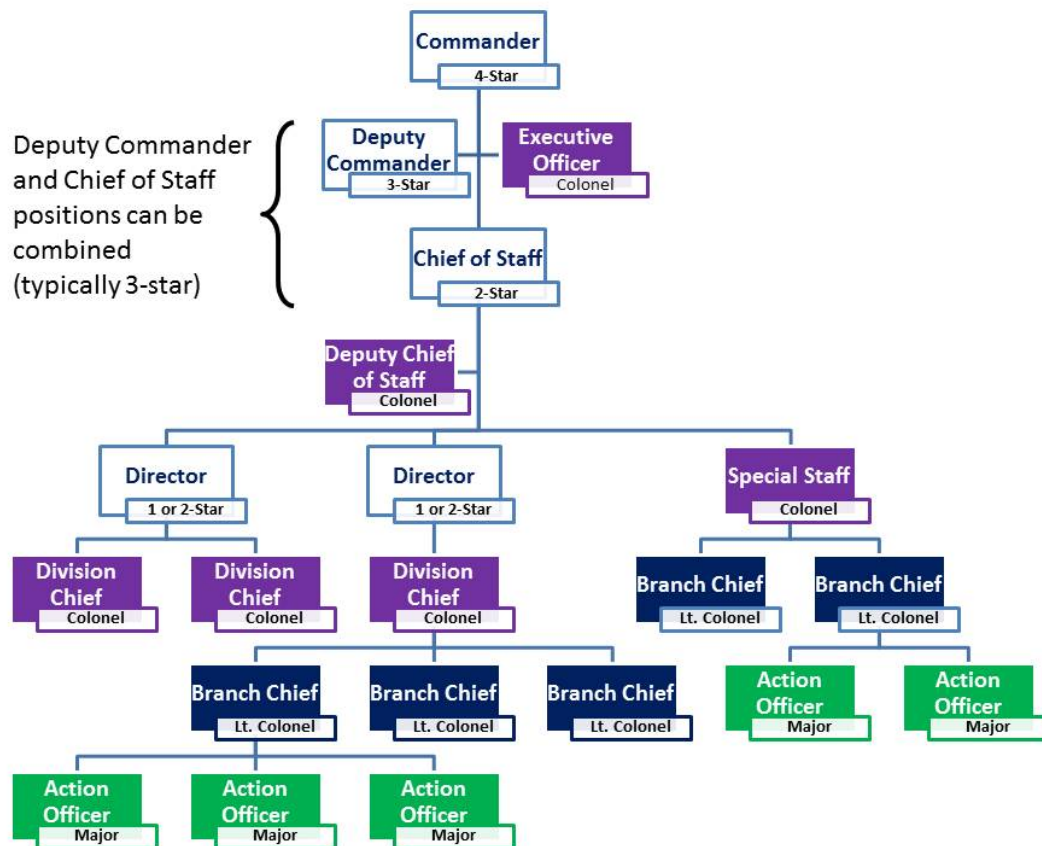 Commander
4-Star
Deputy Commander
and Chief of Staff
positions can be
combined
(typically 3-star)
Deputy
Commander
3-Star
Executive
Officer
Colonel
Chief of Staff
2-Star
Deputy Chief
of Staff
Colonel
Director
1 or 2-Star
Director
1 or 2-Star
Special Staff
Colonel
Division
Chief
Colonel
Division
Chief
Colonel
Division
Chief
Colonel
Branch Chief
Lt. Colonel
Branch Chief
Lt. Colonel
Branch Chief
Lt. Colonel
Branch Chief
Lt. Colonel
Branch Chief
Lt. Colonel
Action
Officer
Major
Action
Officer
Major
Action
Officer
Major
Action
Officer
Major
Action
Officer
Major